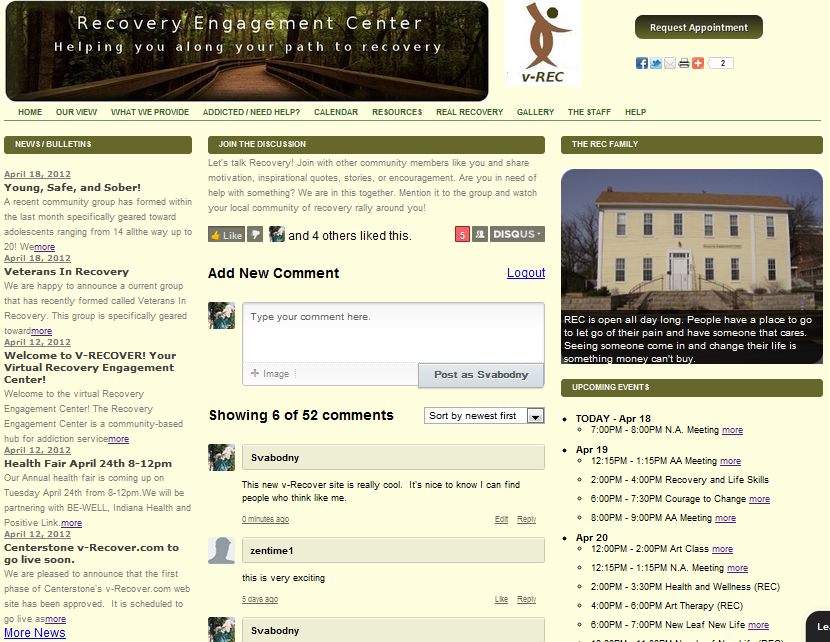 Recovery Engagement Center
Helping you along your path to recovery
v-REC
Request Appointment
2
HOME OUR VIEW WHAT WE PROVIDE ADDICTED / NEED HELP? CALENDAR RESOURCES REAL RECOVERY GALLERY THE STAFF HELP
NEWS / BULLETINS
April 18, 2012
Young, Safe, and Sober!
A recent community group has formed within
the last month specifically geared toward
adolescents ranging from 14 allthe way up to
20! Wemore
April 18, 2012
Veterans In Recovery
We are happy to announce a current group
that has recently formed called Veterans In
Recovery. This group is specifically geared
towardmore
April 12, 2012
Welcome to V-RECOVER! Your
Virtual Recovery Engagement
Center!
Welcome to the virtual Recovery
Engagement Center! The Recovery
Engagement Center is a community-based
hub for addiction servicemore
April 12, 2012
Health Fair April 24th 8-12pm
Our Annual health fair is coming up on
Tuesday April 24th from 8-12pm.We will be
partnering with BE-WELL, Indiana Health and
Positive Link.more
April 12, 2012
Centerstone v-Recover.com to
go live soon.
We are pleased to announce that the first
phase of Centerstone's v-Recover.com web
site has been approved. It is scheduled to
go live asmore
More News
JOIN THE DISCUSSION
Let's talk Recovery! Join with other community members like you and share
motivation, inspirational quotes, stories, or encouragement. Are you in need of
help with something? We are in this together. Mention it to the group and watch
your local community of recovery rally around you!
Like and 4 others liked this. 5 DISQUS
Add New Comment Logout
Type your comment here.
+ Image Post as Svabodny
Showing 6 of 52 comments Sort by newest first
Svabodny
This new v-Recover site is really cool. It's nice to know I can find
people who think like me.
0 minutes ago Edit Reply
zentime1
this is very exciting
5 days ago Like Reply
Svabodny
THE REC FAMILY
REC is open all day long. People have a place to go
to let go of their pain and have someone that cares.
Seeing someone come in and change their life is
something money can't buy.
UPCOMING EVENTS
TODAY - Apr 18
7:00PM - 8:00PM N.A. Meeting more
Apr 19
12:15PM - 1:15PM AA Meeting more
2:00PM - 4:00PM Recovery and Life Skills
6:00PM - 7:30PM Courage to Change more
8:00PM - 9:00PM AA Meeting more
Apr 20
12:00PM - 2:00PM Art Class more
12:15PM - 1:15PM N.A. Meeting more
2:00PM - 3:30PM Health and Wellness (REC)
4:00PM - 6:00PM Art Therapy (REC)
6:00PM - 7:00PM New Leaf New Life more
Le